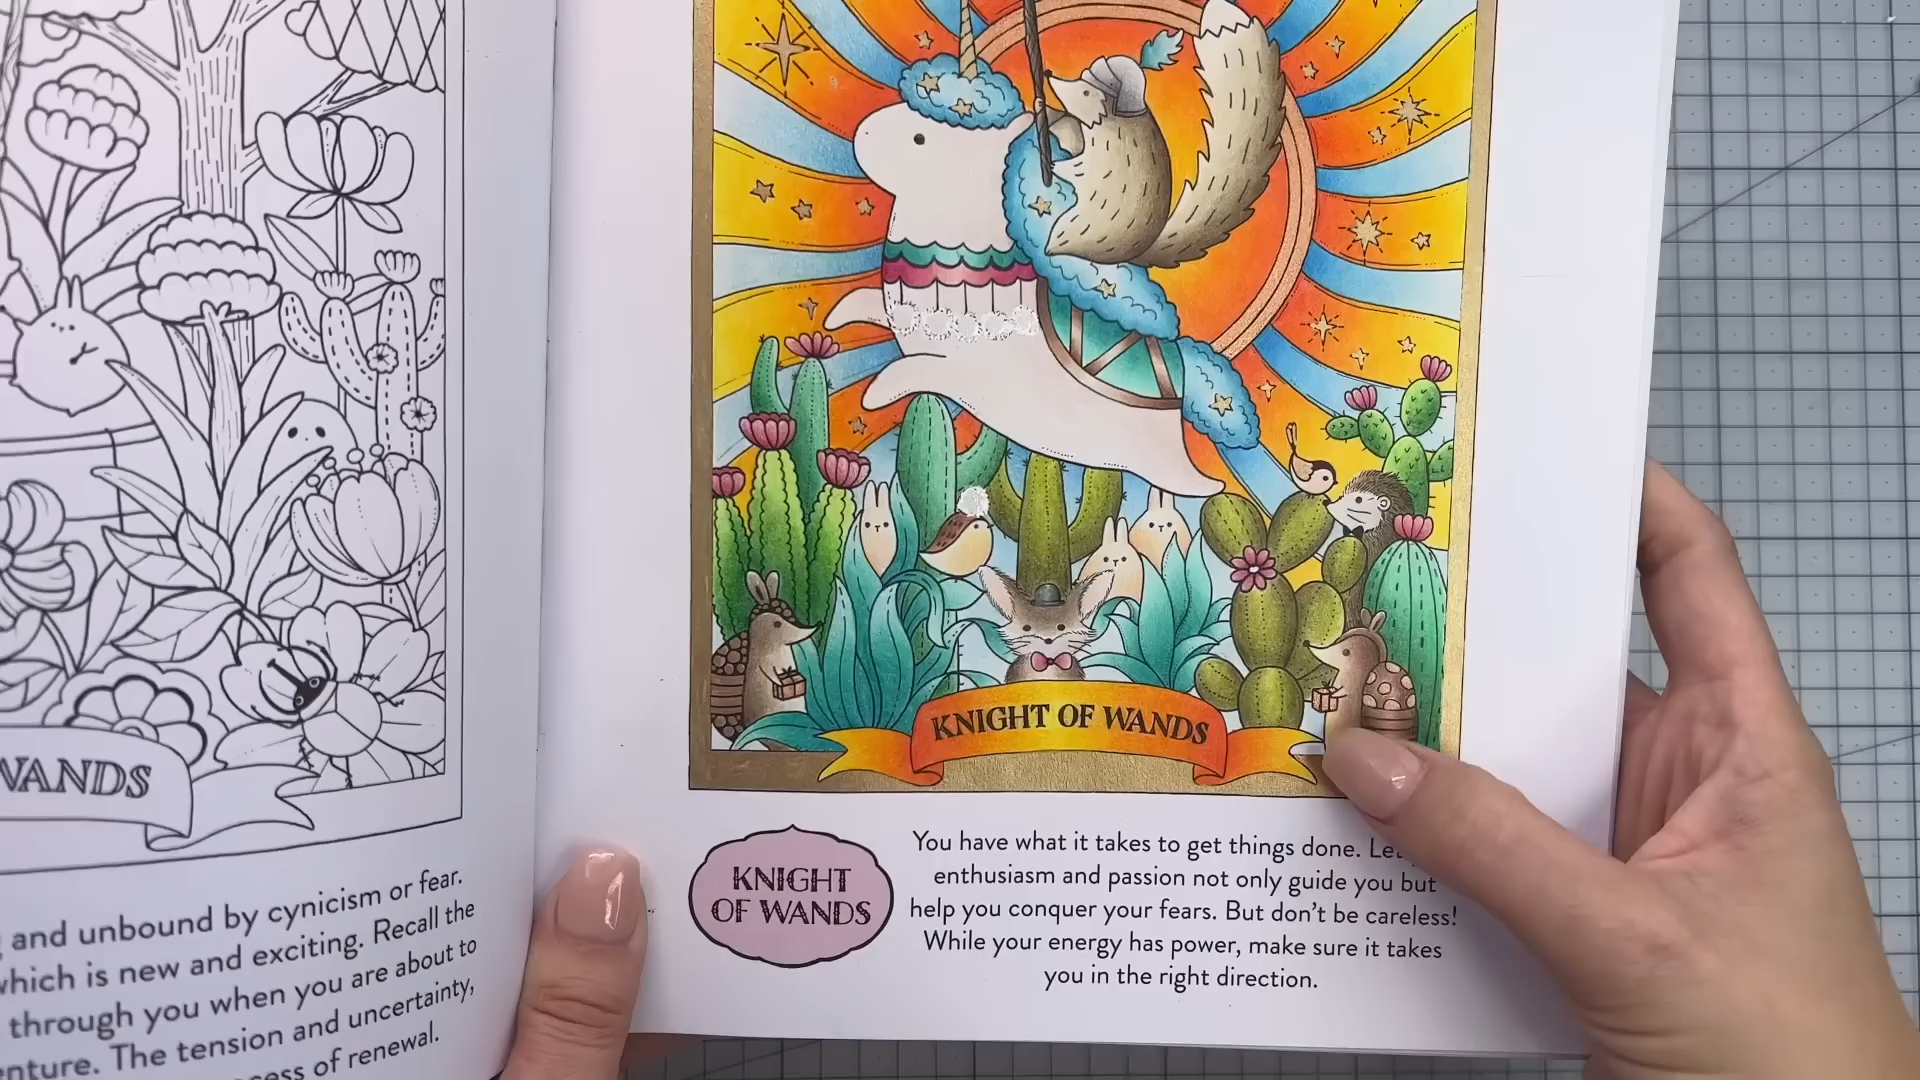 WANDS
and unbound by cynicism or fear.
which is new and exciting. Recall the
through you when you are about to
The tension and uncertainty,
of renewal.
KNIGHT OF WANDS
KNIGHT
OF WANDS
You have what it takes to get things done.
enthusiasm and passion not only guide you but
help you conquer your fears. But don't be careless!
While your energy has power, make sure it takes
you in the right direction.